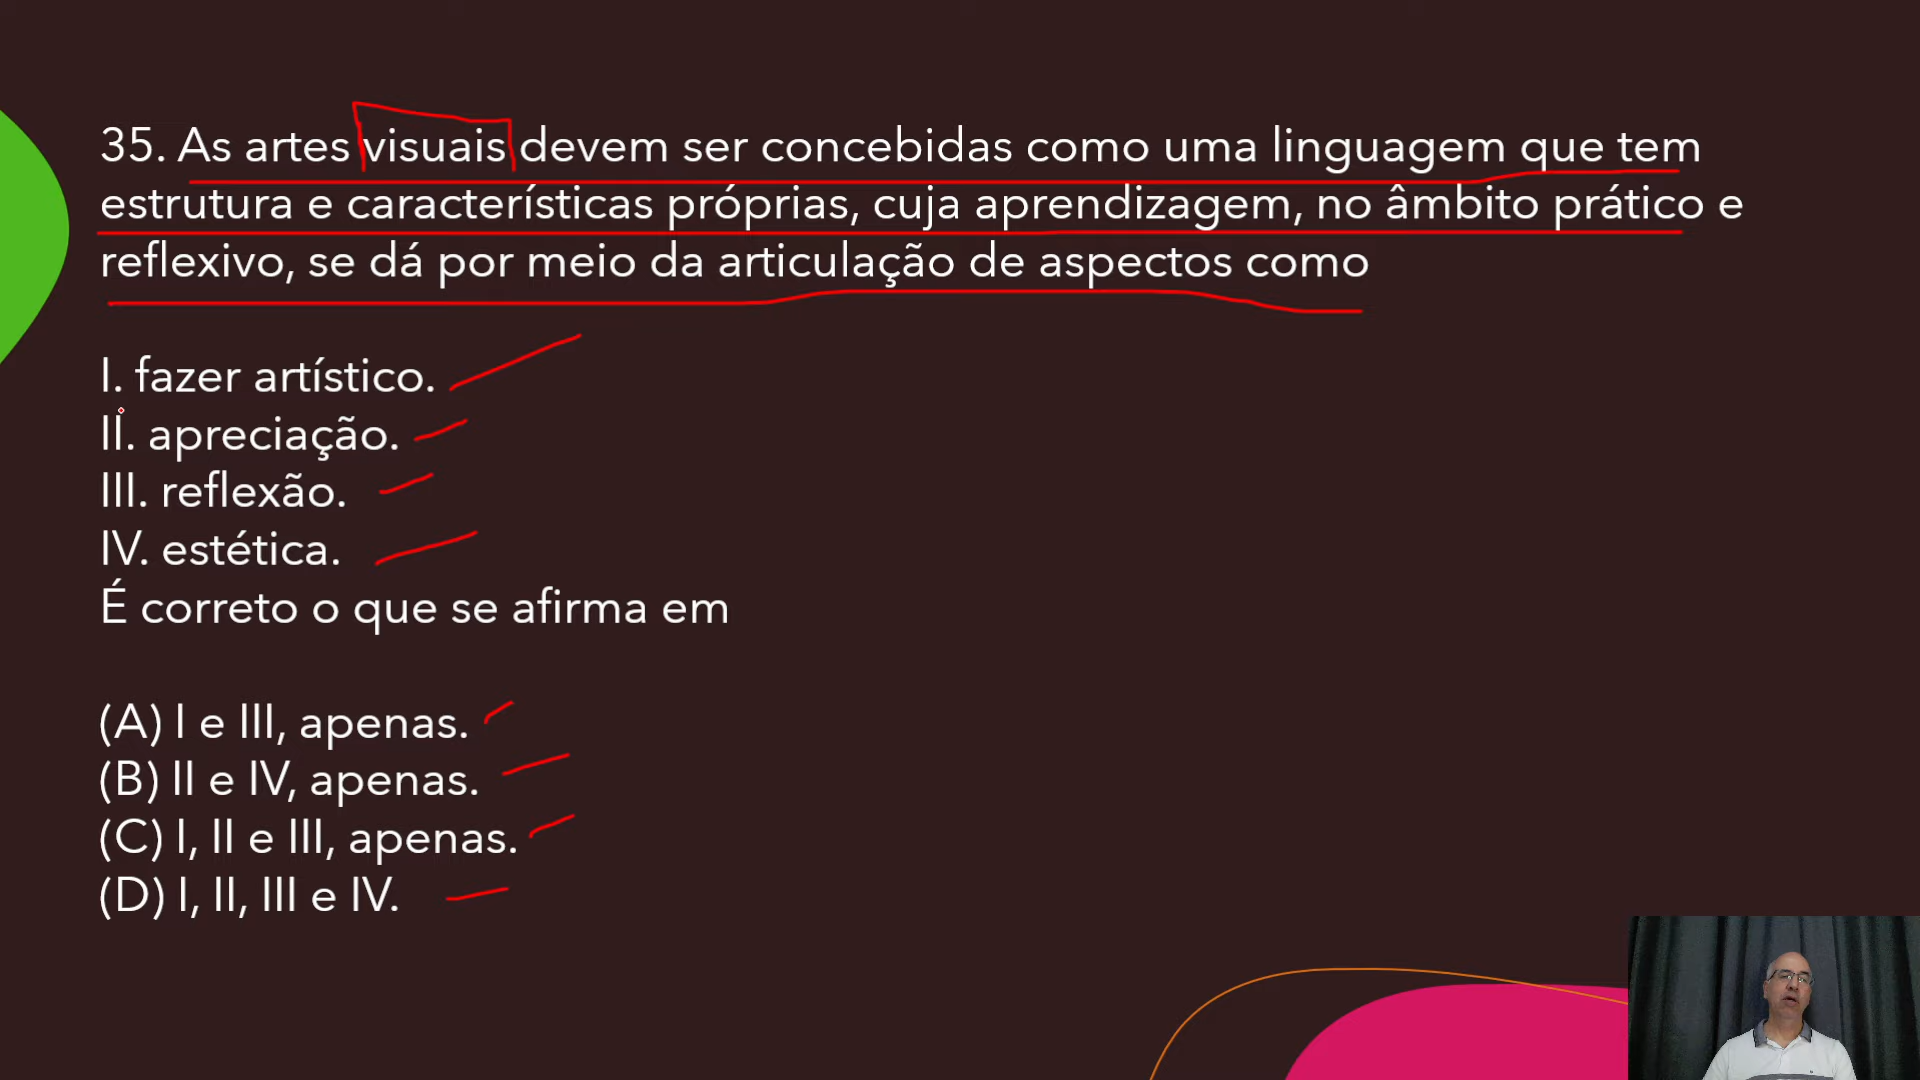 35. As artes visuais devem ser concebidas como uma linguagem que tem
estrutura e características próprias, cuja aprendizagem, no âmbito prático e
reflexivo, se dá por meio da articulação de aspectos como
I. fazer artístico.
II. apreciação.
III. reflexão.
IV. estética.
É correto o que se afirma em
(A) I e III, apenas.
(B) II e IV, apenas.
(C) I, II e III, apenas.
(D) I, II, III e IV.